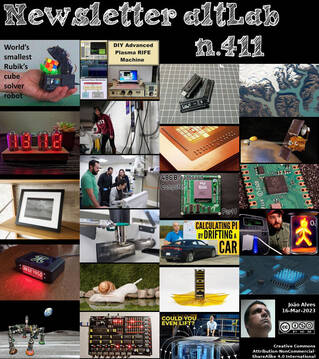 Newsletter altLab
n.411
World's
smallest
Rubik's
cube
solver
robot
DIY Advanced
Plasma RIFE
Machine
CALCULATING PI
BY DRIFTING A
CAR
COULD YOU
EVEN LIFT?
João Alves
16-Mar-2023
Creative Commons
Attribution-NonCommercial
ShareAlike 4.0 International